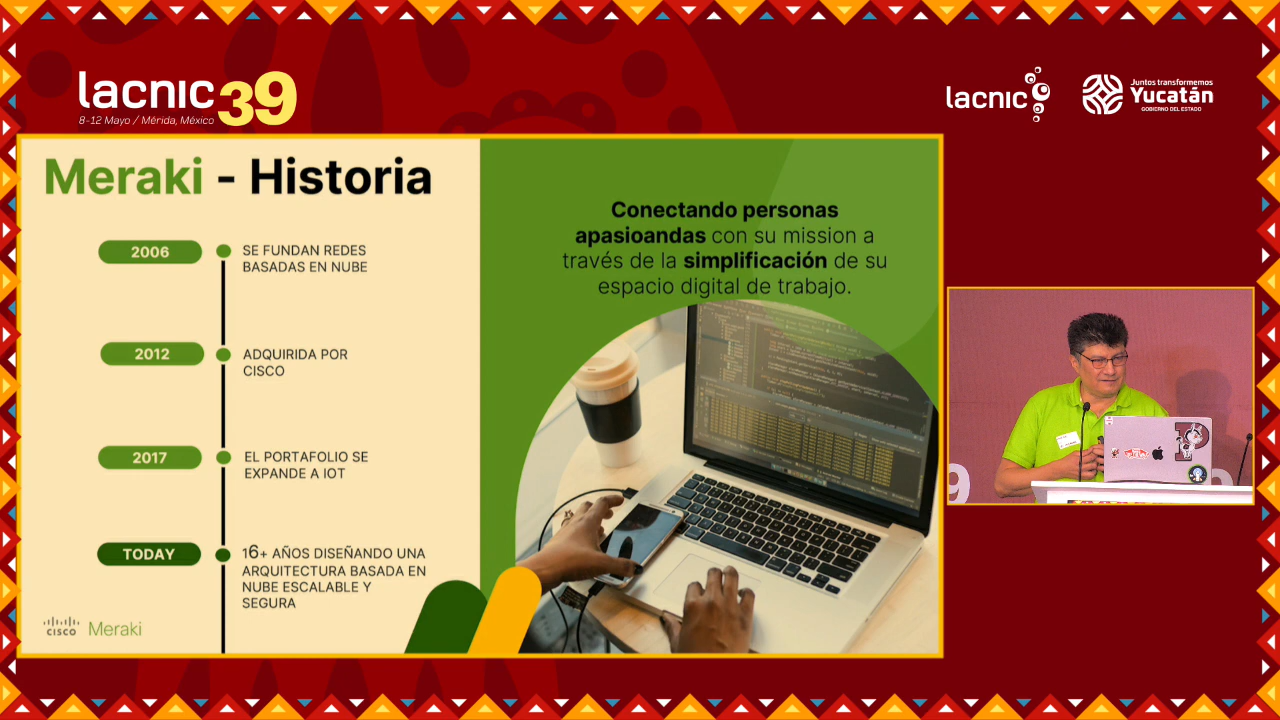 lacnic 39
8-12 Mayo / Mérida, México
lacnic
Juntos transformemos
Yucatán
GOBIERNO DEL ESTADO
Meraki - Historia
2006
SE FUNDAN REDES
BASADAS EN NUBE
2012
ADQUIRIDA POR
CISCO
2017
EL PORTAFOLIO SE
EXPANDE A IOT
TODAY
16+ AÑOS DISEÑANDO UNA
ARQUITECTURA BASADA EN
NUBE ESCALABLE Y
SEGURA
CISCO Meraki
Conectando personas
apasioandas con su mission a
través de la simplificación de su
espacio digital de trabajo.
9
P